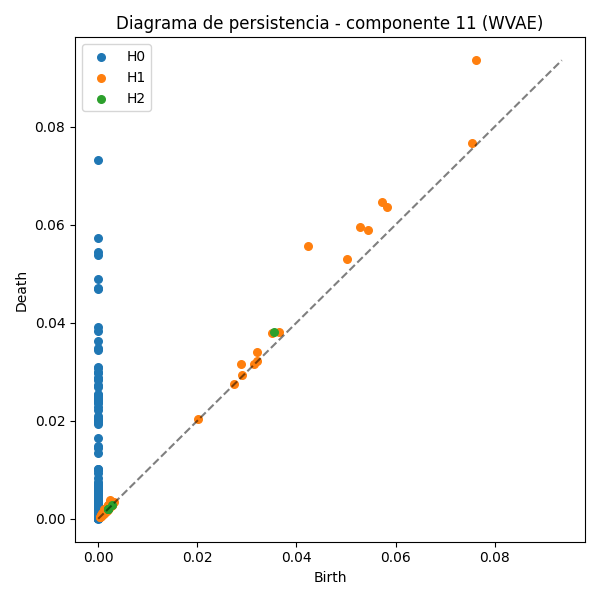 Diagrama de persistencia - componente 11 (WVAE)
H0
H1
H2
Death
0.08
0.06
0.04
0.02
0.00
0.00 0.02 0.04 0.06 0.08
Birth